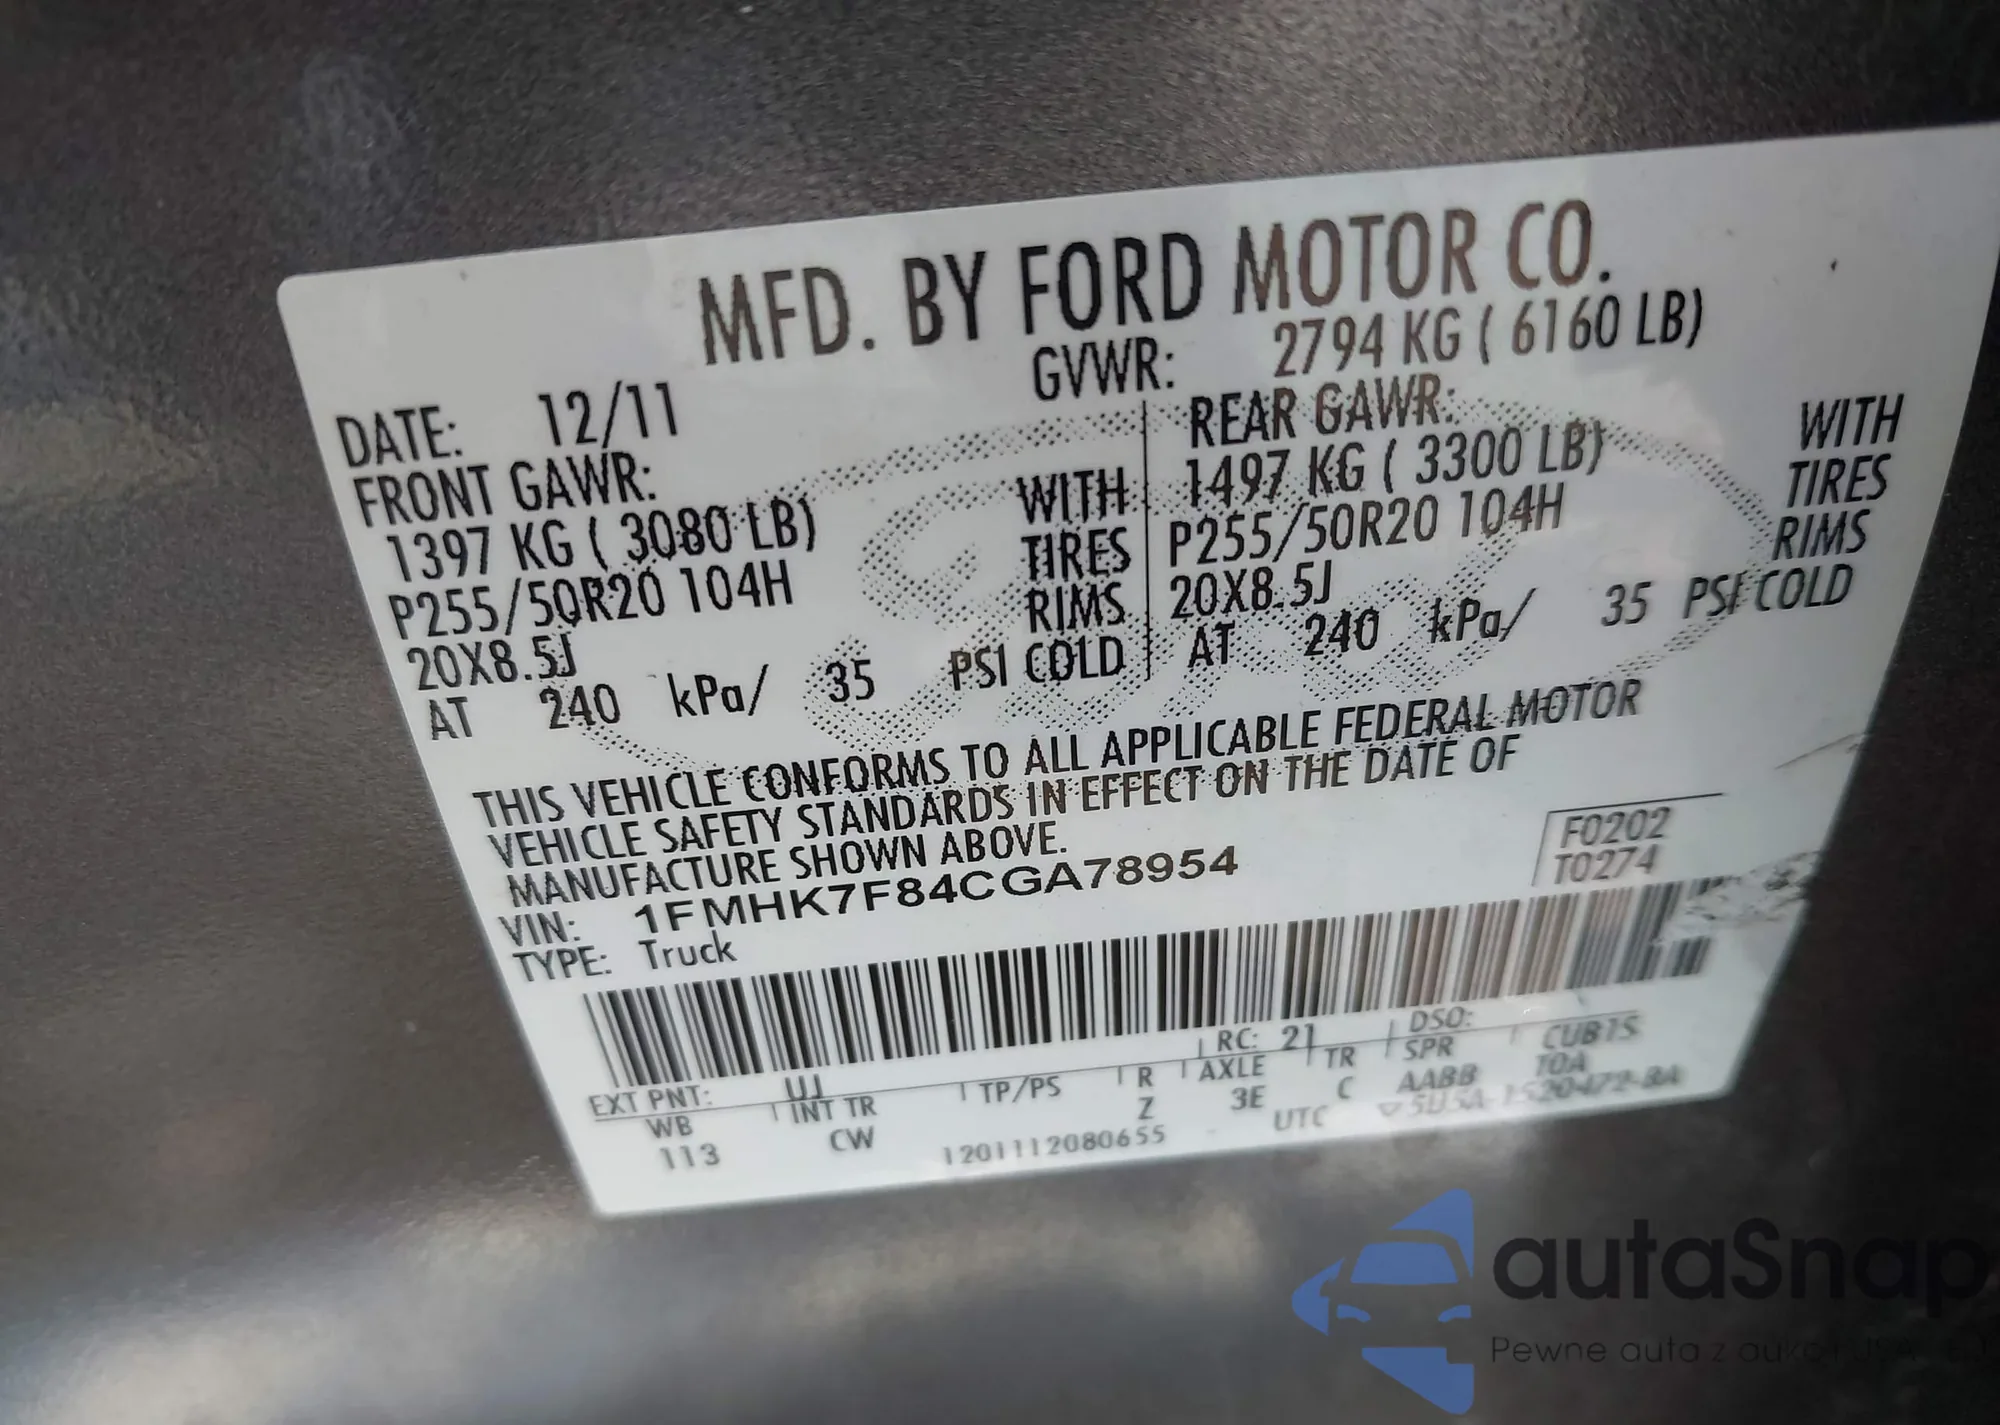 MFD. BY FORD MOTOR CO.
DATE: 12/11 GVWR: 2794 KG ( 6160 LB)
FRONT GAWR: REAR GAWR:
1397 KG ( 3080 LB) WITH 1497 KG ( 3300 LB) WITH
P255/50R20 104H TIRES P255/50R20 104H TIRES
20X8.5J RIMS 20X8.5J RIMS
AT 240 kPa/ 35 PSI COLD AT 240 kPa/ 35 PSI COLD
THIS VEHICLE CONFORMS TO ALL APPLICABLE FEDERAL MOTOR
VEHICLE SAFETY STANDARDS IN EFFECT ON THE DATE OF
MANUFACTURE SHOWN ABOVE.
F0202
T0274
VIN: 1FMHK7F84CGA78954
TYPE: Truck
EXT PNT: UJ RC: 21 DSO:
WB INT TR TP/PS R AXLE TR SPR
113 CW Z 3E C AABB
1201112080655 UTC
autaSnap
Pewne auta z